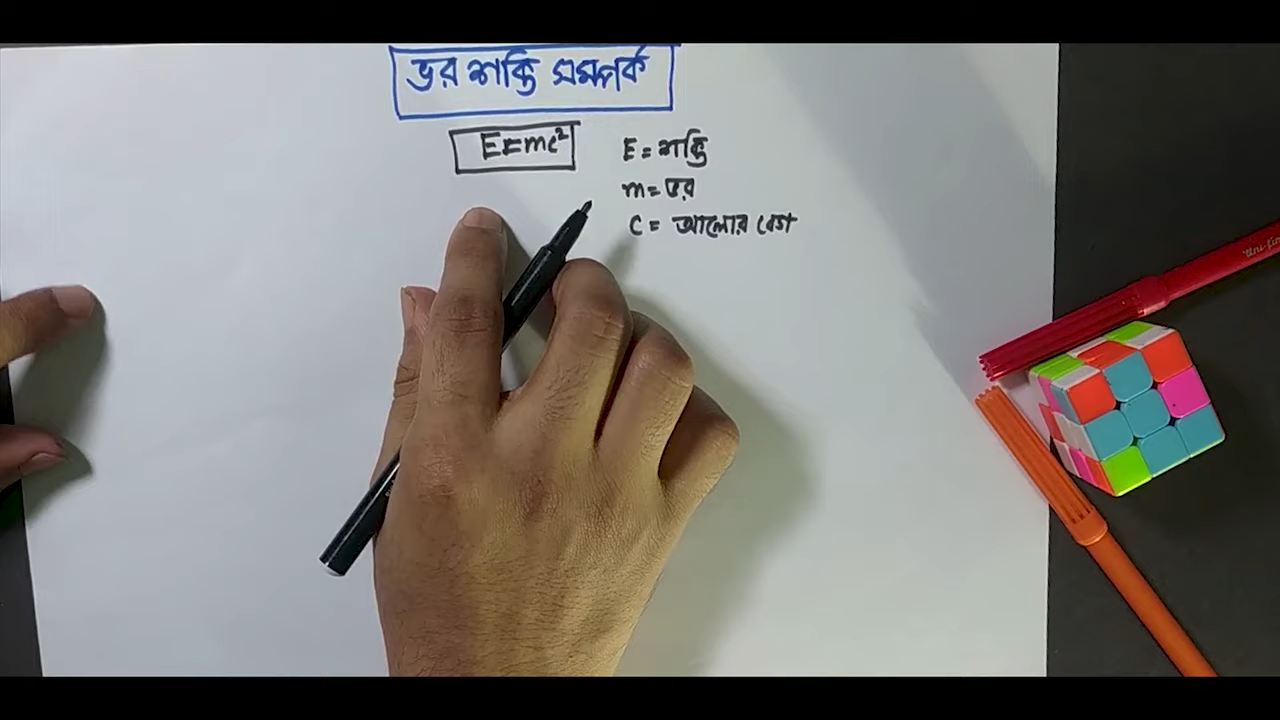 ভর শক্তি সম্পর্ক
E=mc²
E = শক্তি
m = ভর
c = আলোর বেগ